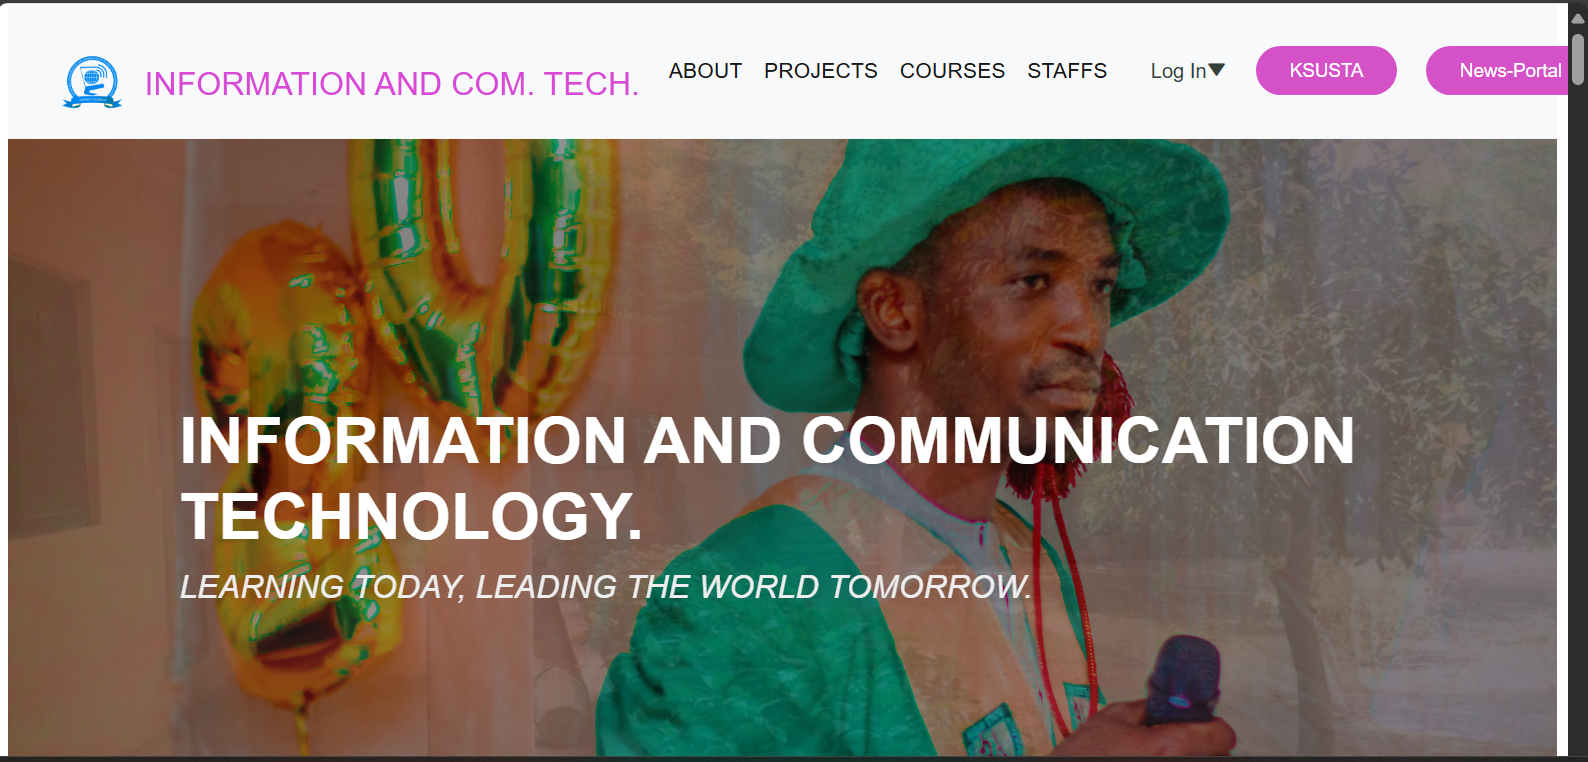 INFORMATION AND COM. TECH.
ABOUT PROJECTS COURSES STAFFS Log In▼ KSUSTA News-Portal
INFORMATION AND COMMUNICATION
TECHNOLOGY.
LEARNING TODAY, LEADING THE WORLD TOMORROW.